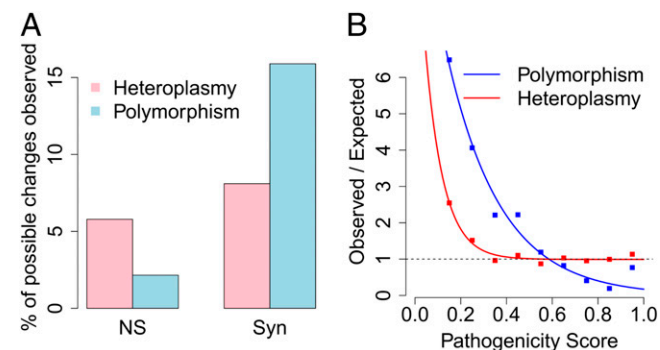 A
% of possible changes observed
15
10
5
0
Heteroplasmy
Polymorphism
NS Syn
B
Observed / Expected
6
5
4
3
2
1
0
Polymorphism
Heteroplasmy
0.0 0.2 0.4 0.6 0.8 1.0
Pathogenicity Score